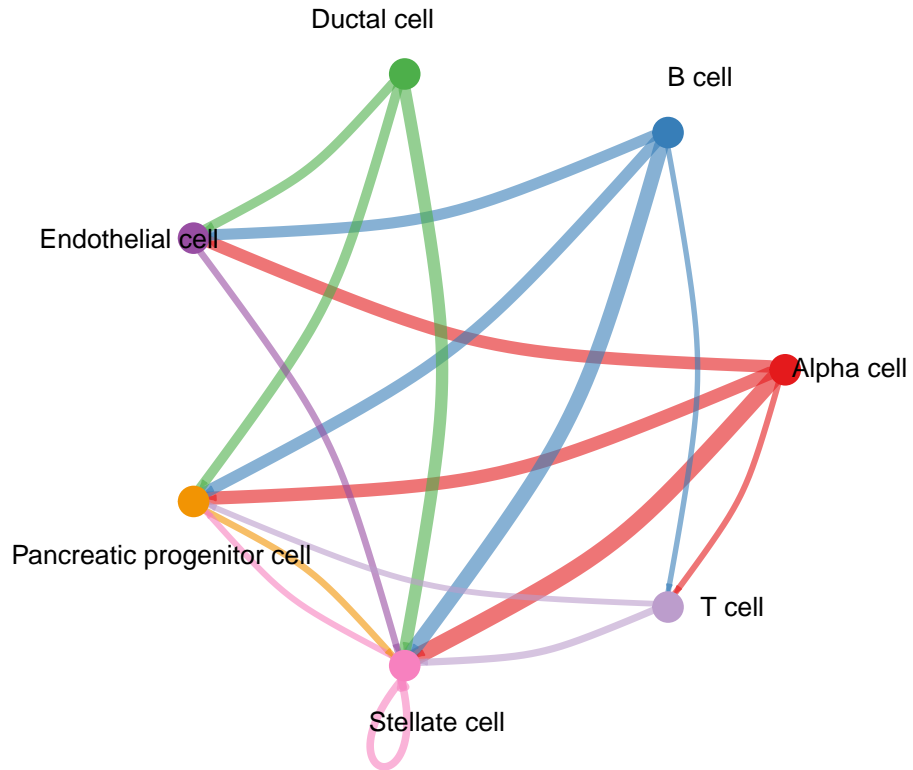 Ductal cell
B cell
Endothelial cell
Alpha cell
Pancreatic progenitor cell
T cell
Stellate cell